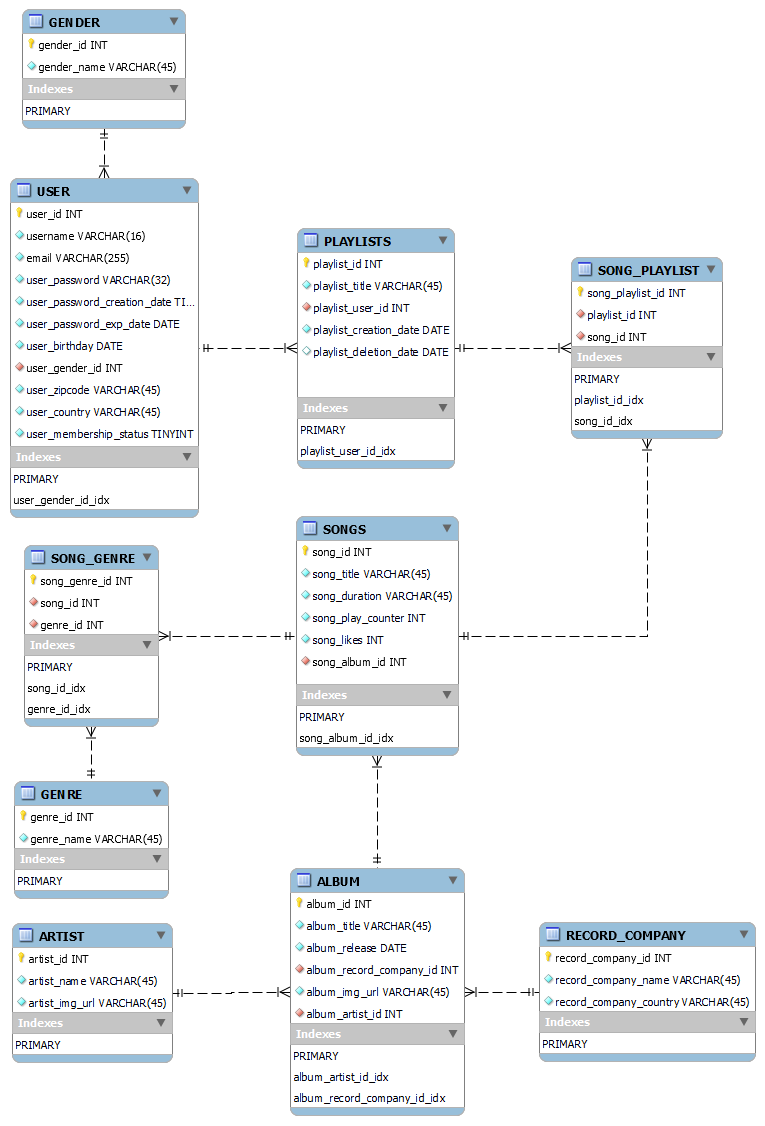 GENDER
gender_id INT
gender_name VARCHAR(45)
Indexes
PRIMARY
USER
user_id INT
username VARCHAR(16)
email VARCHAR(255)
user_password VARCHAR(32)
user_password_creation_date TI...
user_password_exp_date DATE
user_birthday DATE
user_gender_id INT
user_zipcode VARCHAR(45)
user_country VARCHAR(45)
user_membership_status TINYINT
Indexes
PRIMARY
user_gender_id_idx
PLAYLISTS
playlist_id INT
playlist_title VARCHAR(45)
playlist_user_id INT
playlist_creation_date DATE
playlist_deletion_date DATE
Indexes
PRIMARY
playlist_user_id_idx
SONG_PLAYLIST
song_playlist_id INT
playlist_id INT
song_id INT
Indexes
PRIMARY
playlist_id_idx
song_id_idx
SONG_GENRE
song_genre_id INT
song_id INT
genre_id INT
Indexes
PRIMARY
song_id_idx
genre_id_idx
SONGS
song_id INT
song_title VARCHAR(45)
song_duration VARCHAR(45)
song_play_counter INT
song_likes INT
song_album_id INT
Indexes
PRIMARY
song_album_id_idx
GENRE
genre_id INT
genre_name VARCHAR(45)
Indexes
PRIMARY
ARTIST
artist_id INT
artist_name VARCHAR(45)
artist_img_url VARCHAR(45)
Indexes
PRIMARY
ALBUM
album_id INT
album_title VARCHAR(45)
album_release DATE
album_record_company_id INT
album_img_url VARCHAR(45)
album_artist_id INT
Indexes
PRIMARY
album_artist_id_idx
album_record_company_id_idx
RECORD_COMPANY
record_company_id INT
record_company_name VARCHAR(45)
record_company_country VARCHAR(45)
Indexes
PRIMARY